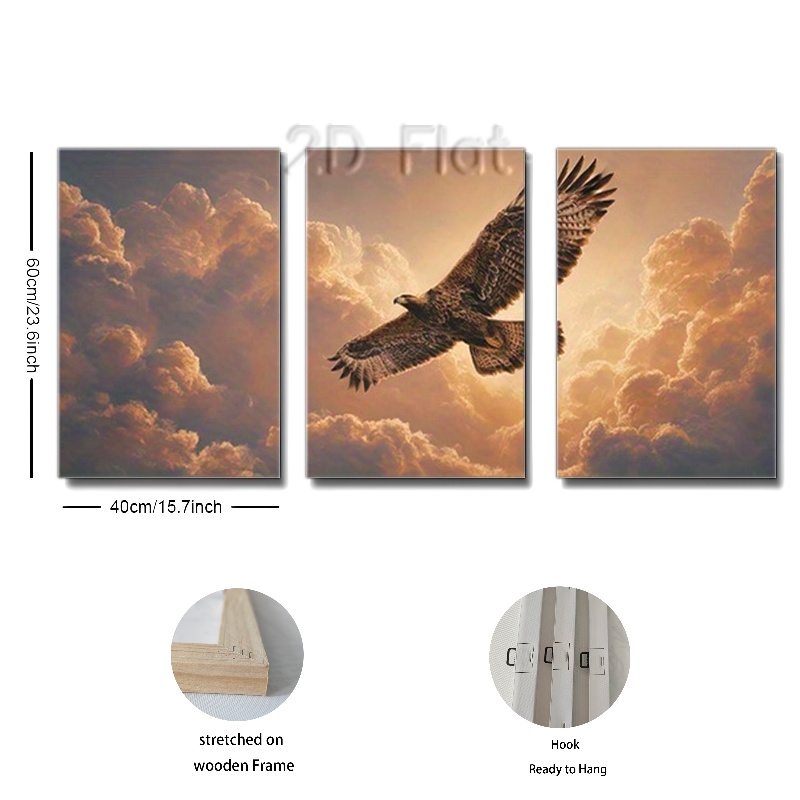 2D Flat
60cm/23.6inch
40cm/15.7inch
stretched on
wooden Frame
Hook
Ready to Hang